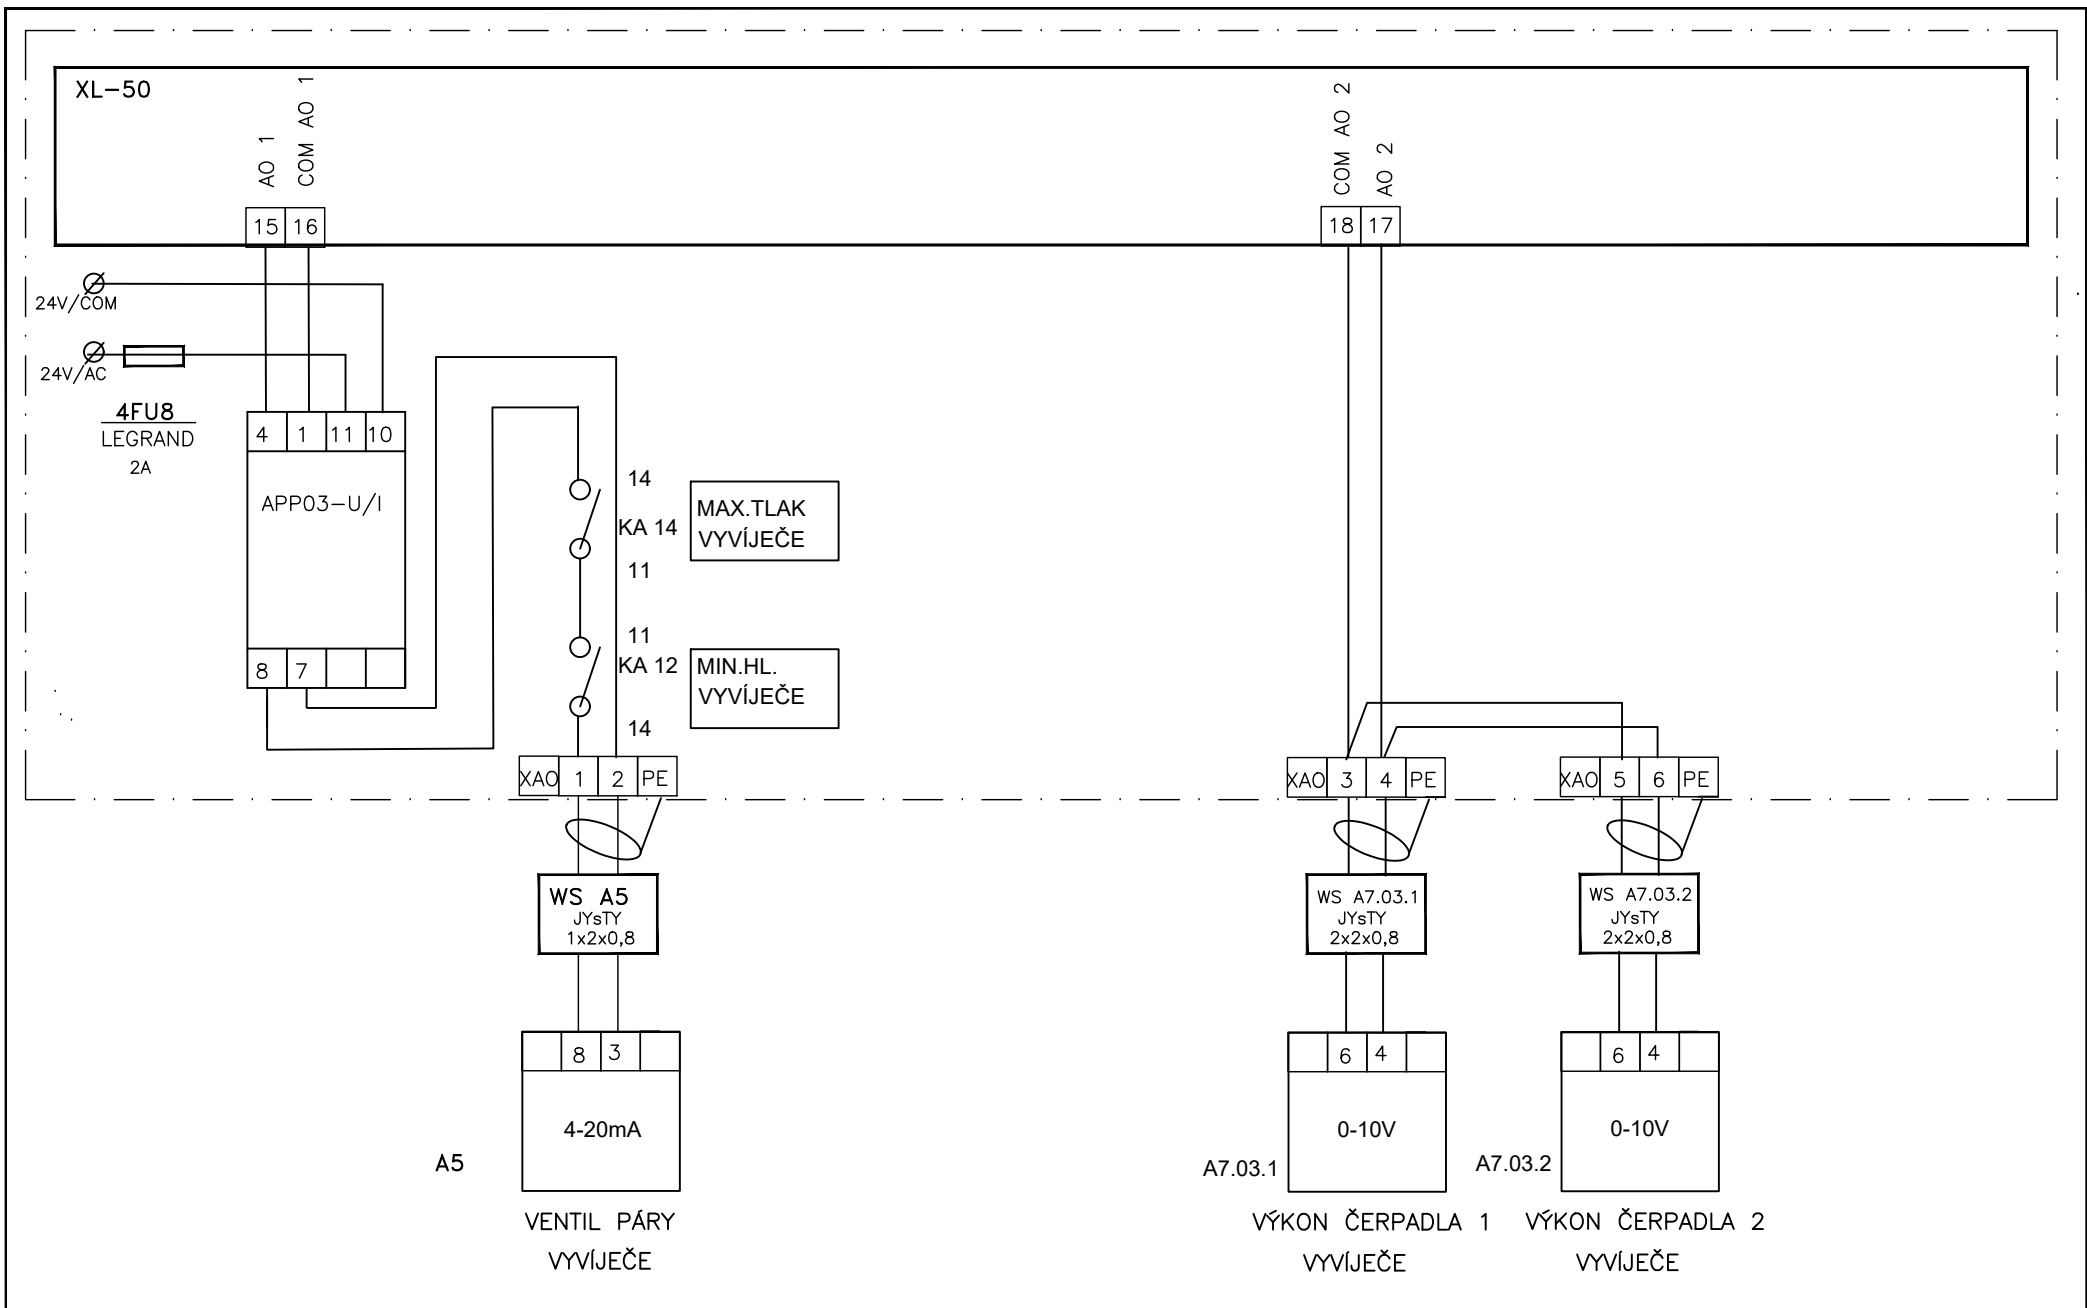 XL-50
AO 1
COM AO 1
COM AO 2
AO 2
15 16
18 17
24V/COM
24V/AC
4FU8
LEGRAND
2A
4 1 11 10
APP03-U/I
8 7
14
KA 14
11
MAX.TLAK
VYVÍJEČE
11
KA 12
14
MIN.HL.
VYVÍJEČE
XAO 1 2 PE
XAO 3 4 PE
XAO 5 6 PE
WS A5
JYsTY
1x2x0,8
WS A7.03.1
JYsTY
2x2x0,8
WS A7.03.2
JYsTY
2x2x0,8
8 3
6 4
6 4
4-20mA
0-10V
0-10V
A5
A7.03.1
A7.03.2
VENTIL PÁRY
VYVÍJEČE
VÝKON ČERPADLA 1
VYVÍJEČE
VÝKON ČERPADLA 2
VYVÍJEČE